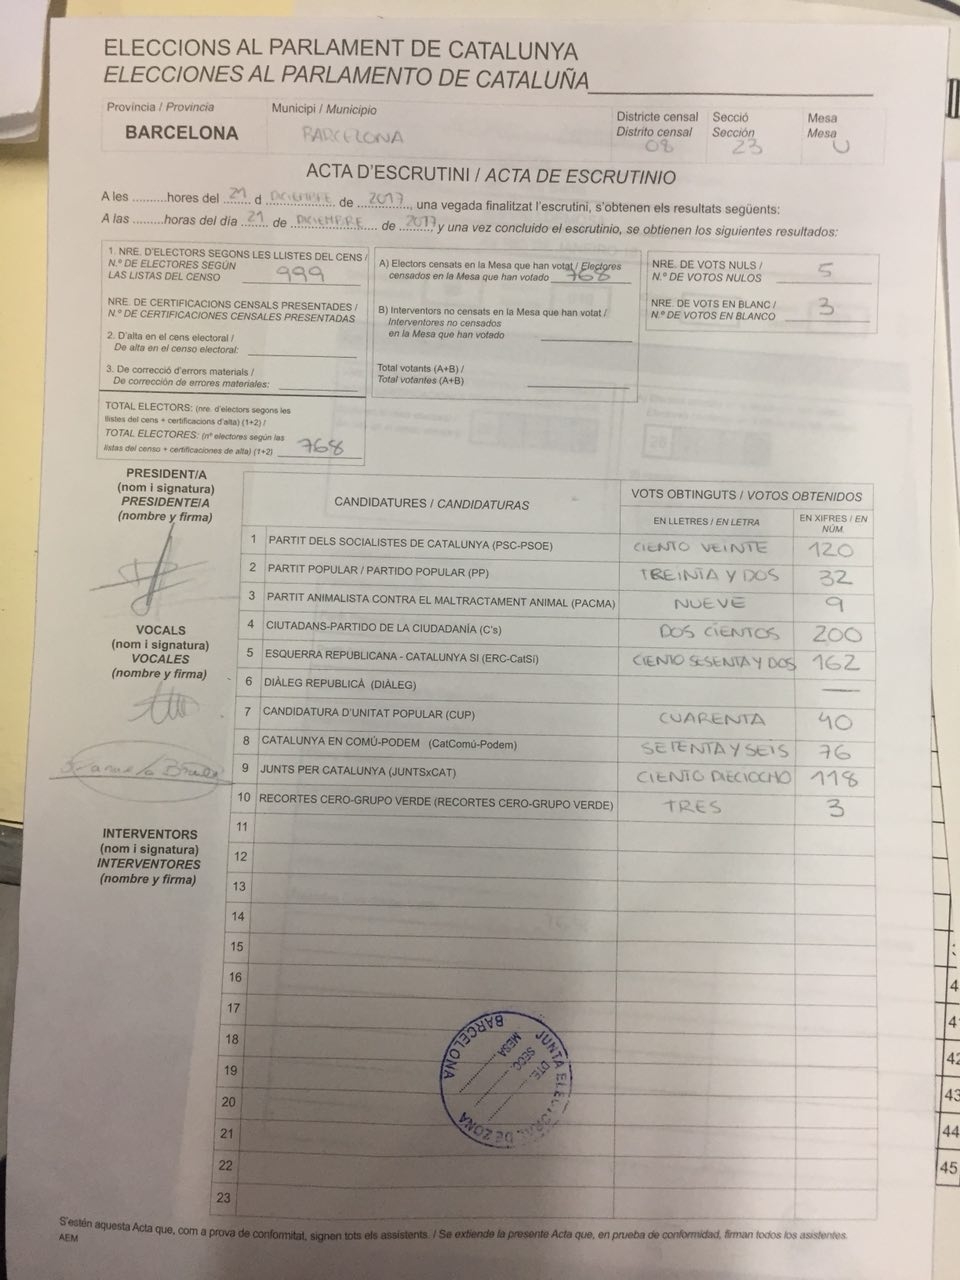 ELECCIONS AL PARLAMENT DE CATALUNYA
ELECCIONES AL PARLAMENTO DE CATALUÑA
Província / Provincia
BARCELONA
Municipi / Municipio
BARCELONA
Districte censal
Distrito censal
08
Secció
Sección
23
Mesa
Mesa
U
ACTA D'ESCRUTINI / ACTA DE ESCRUTINIO
A les ..........hores del 21 d DICIEMPRE de 2017, una vegada finalitzat l'escrutini, s'obtenen els resultats següents:
A las .........horas del día 21 de DICIEMPRE de 2017, y una vez concluido el escrutinio, se obtienen los siguientes resultados:
1. NRE. D'ELECTORS SEGONS LES LLISTES DEL CENS /
N.º DE ELECTORES SEGÚN
LAS LISTAS DEL CENSO 999
NRE. DE CERTIFICACIONS CENSALS PRESENTADES /
N.º DE CERTIFICACIONES CENSALES PRESENTADAS
2. D'alta en el cens electoral /
De alta en el censo electoral:
3. De correcció d'errors materials /
De corrección de errores materiales:
TOTAL ELECTORS: (nre. d'electors segons les
llistes del cens + certificacions d'alta) (1+2) /
TOTAL ELECTORES: (nº electores según las
listas del censo + certificaciones de alta) (1+2) 768
A) Electors censats en la Mesa que han votat / Electores
censados en la Mesa que han votado 768
B) Interventors no censats en la Mesa que han votat /
Interventores no censados
en la Mesa que han votado
Total votants (A+B) /
Total votantes (A+B)
NRE. DE VOTS NULS /
N.º DE VOTOS NULOS 5
NRE. DE VOTS EN BLANC /
N.º DE VOTOS EN BLANCO 3
PRESIDENT/A
(nom i signatura)
PRESIDENTE/A
(nombre y firma)
VOCALS
(nom i signatura)
VOCALES
(nombre y firma)
INTERVENTORS
(nom i signatura)
INTERVENTORES
(nombre y firma)
CANDIDATURES / CANDIDATURAS
VOTS OBTINGUTS / VOTOS OBTENIDOS
EN LLETRES / EN LETRA
EN XIFRES / EN
NÚM.
1 PARTIT DELS SOCIALISTES DE CATALUNYA (PSC-PSOE) CIENTO VEINTE 120
2 PARTIT POPULAR / PARTIDO POPULAR (PP) TREINTA Y DOS 32
3 PARTIT ANIMALISTA CONTRA EL MALTRACTAMENT ANIMAL (PACMA) NUEVE 9
4 CIUTADANS-PARTIDO DE LA CIUDADANÍA (C's) DOS CIENTOS 200
5 ESQUERRA REPUBLICANA - CATALUNYA SÍ (ERC-CatSí) CIENTO SESENTA Y DOS 162
6 DIÀLEG REPUBLICÀ (DIÀLEG) —
7 CANDIDATURA D'UNITAT POPULAR (CUP) CUARENTA 40
8 CATALUNYA EN COMÚ-PODEM (CatComú-Podem) SETENTA Y SEIS 76
9 JUNTS PER CATALUNYA (JUNTSxCAT) CIENTO DIECIOCHO 118
10 RECORTES CERO-GRUPO VERDE (RECORTES CERO-GRUPO VERDE) TRES 3
11
12
13
14
15
16
17
18
19
20
21
22
23
JUNTA ELECTORAL DE ZONA
BARCELONA
DTE.
SECC.
MESA
S'estén aquesta Acta que, com a prova de conformitat, signen tots els assistents. / Se extiende la presente Acta que, en prueba de conformidad, firman todos los asistentes.
AEM
42
43
44
45